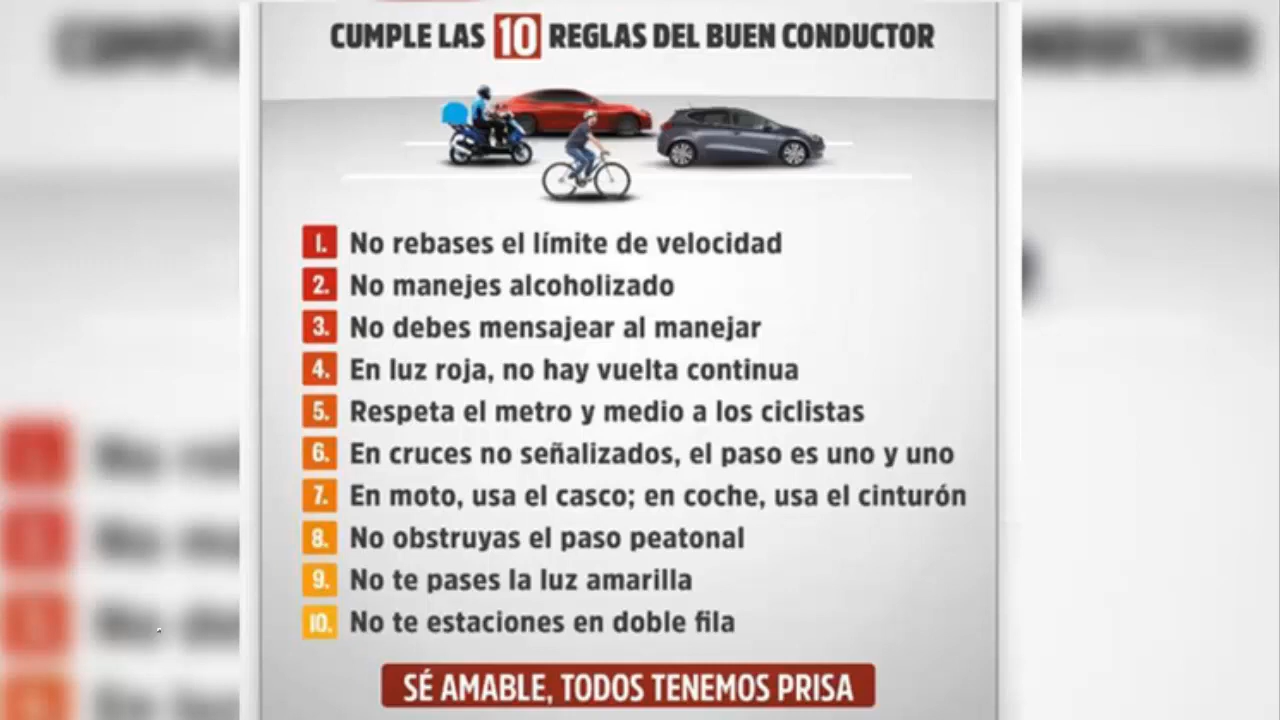 CUMPLE LAS 10 REGLAS DEL BUEN CONDUCTOR
1. No rebases el límite de velocidad
2. No manejes alcoholizado
3. No debes mensajear al manejar
4. En luz roja, no hay vuelta continua
5. Respeta el metro y medio a los ciclistas
6. En cruces no señalizados, el paso es uno y uno
7. En moto, usa el casco; en coche, usa el cinturón
8. No obstruyas el paso peatonal
9. No te pases la luz amarilla
10. No te estaciones en doble fila
SÉ AMABLE, TODOS TENEMOS PRISA